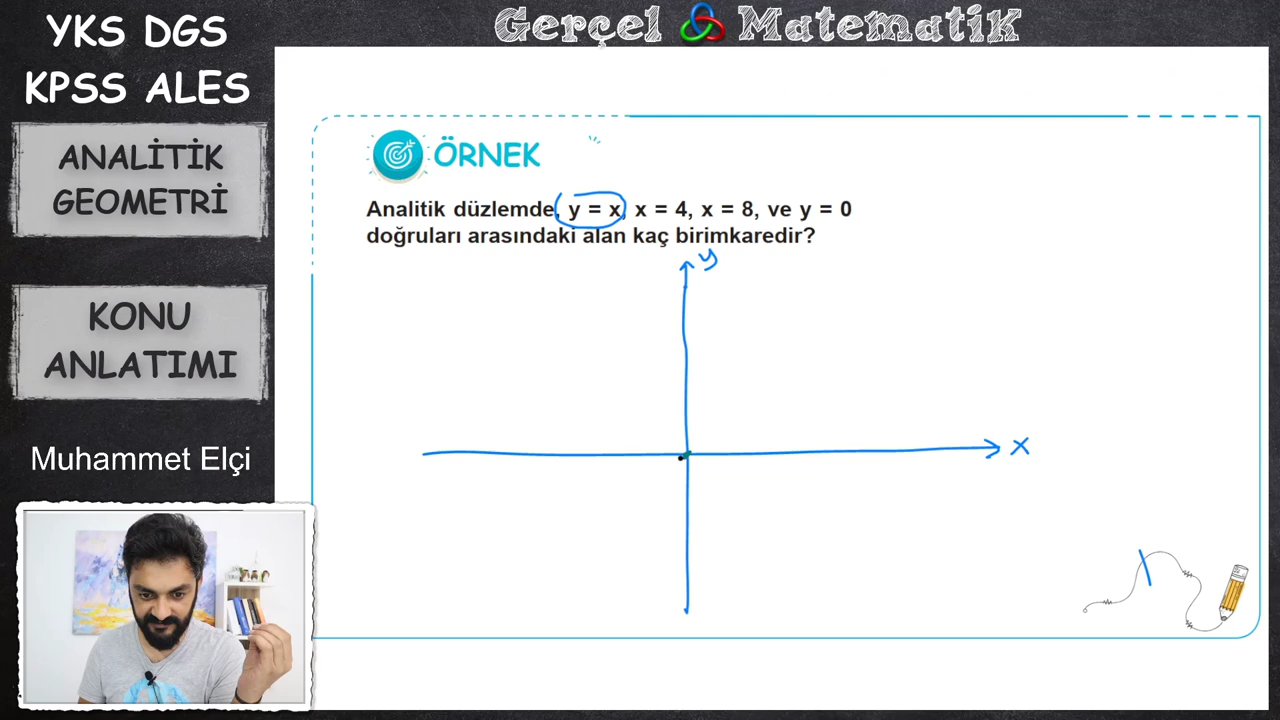 YKS DGS
KPSS ALES
ANALİTİK
GEOMETRİ
KONU
ANLATIMI
Muhammet Elçi
Gerçel Matematik
ÖRNEK
Analitik düzlemde, y = x, x = 4, x = 8, ve y = 0
doğruları arasındaki alan kaç birimkaredir?
y
x